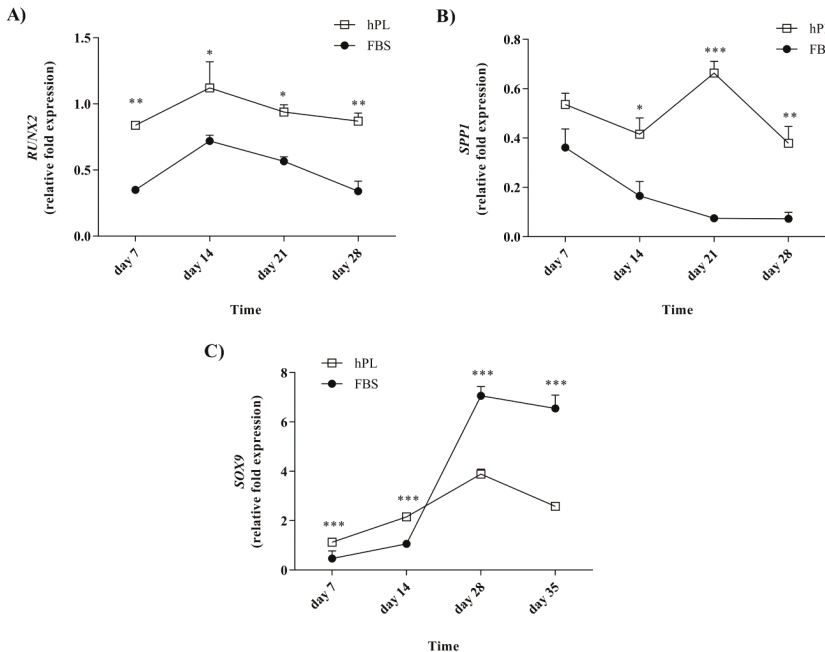 A)
hPL
FBS
1.5
1.0
0.5
0.0
RUNX2
(relative fold expression)
**
*
*
**
day 7
day 14
day 21
day 28
Time
B)
hP
FB
0.8
0.6
0.4
0.2
0.0
SPP1
(relative fold expression)
*
***
**
day 7
day 14
day 21
day 28
Time
C)
hPL
FBS
8
6
4
2
0
SOX9
(relative fold expression)
***
***
***
***
day 7
day 14
day 28
day 35
Time